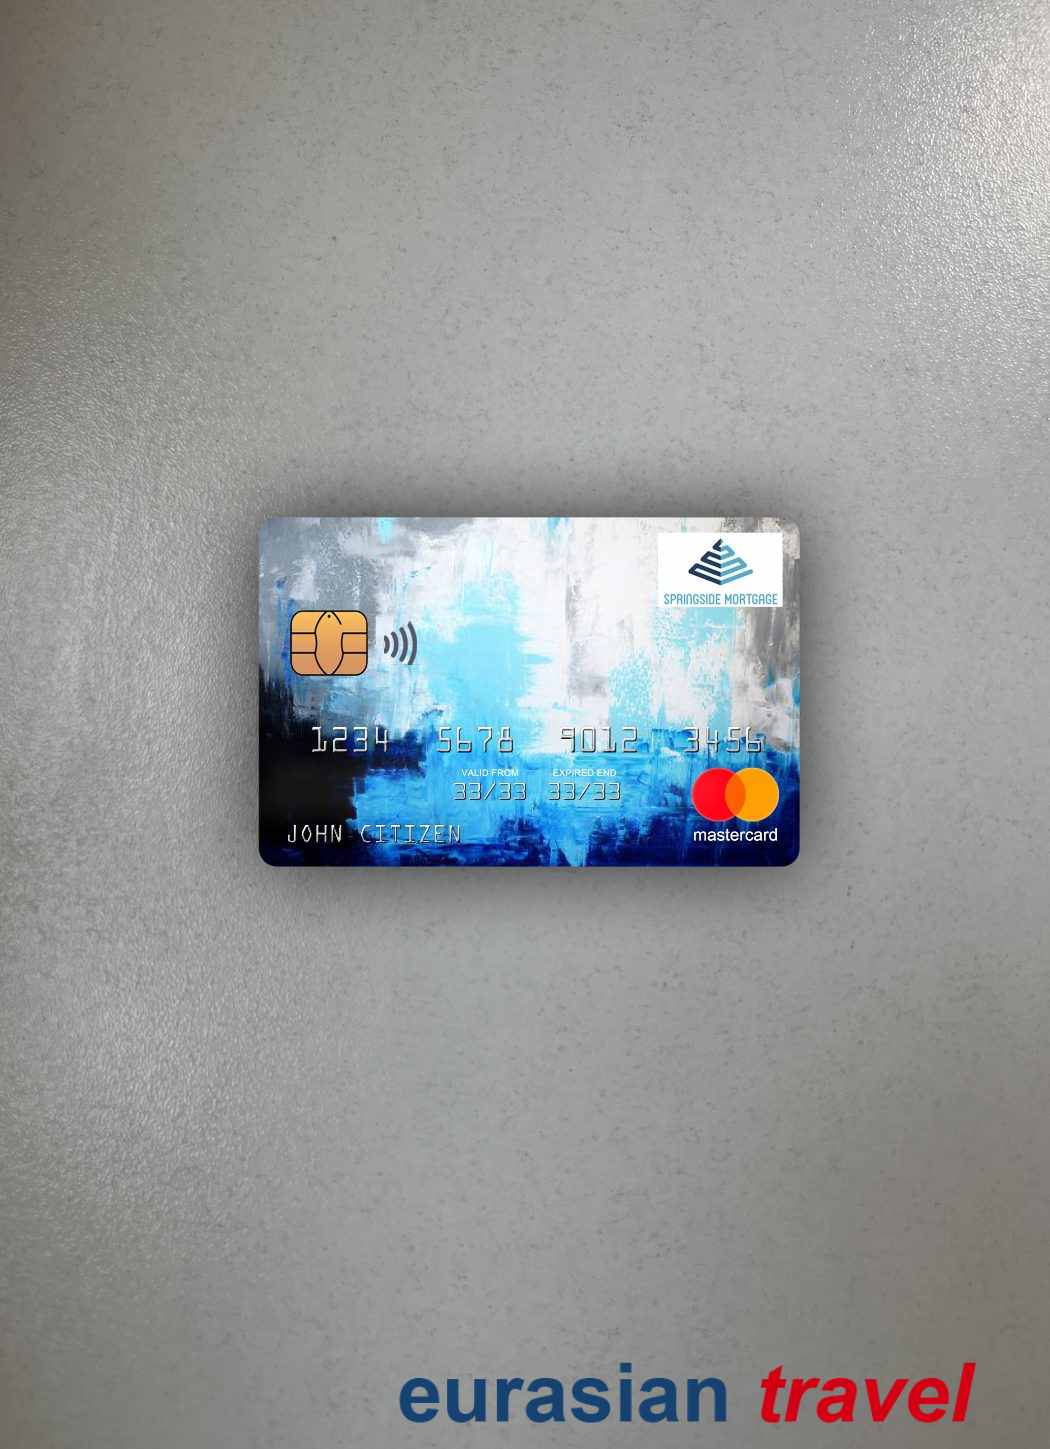 SPRINGSIDE MORTGAGE
1234 5678 9012 3456
VALID FROM EXPIRED END
33/33 33/33
JOHN CITIZEN
mastercard
eurasian travel